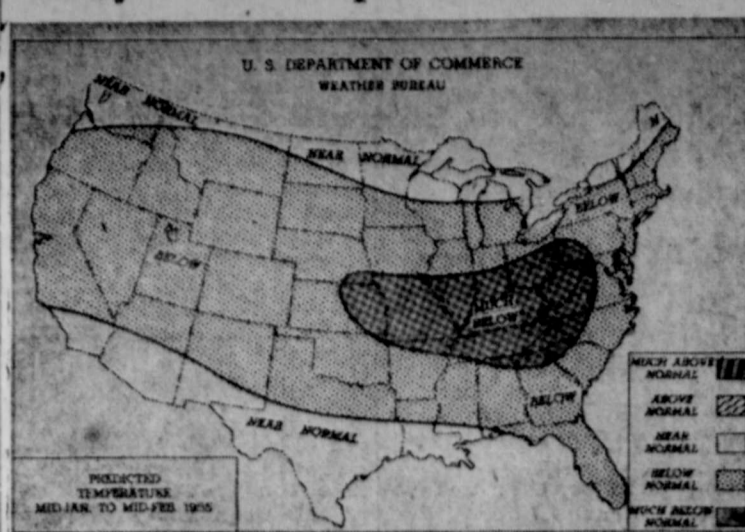 U. S. DEPARTMENT OF COMMERCE
WEATHER BUREAU
NEAR NORMAL
NEAR NORMAL
N
BELOW
BELOW
MUCH
BELOW
BELOW
NEAR NORMAL
MUCH ABOVE
NORMAL
ABOVE
NORMAL
NEAR
NORMAL
BELOW
NORMAL
MUCH BELOW
NORMAL
PREDICTED
TEMPERATURE
MID-JAN. TO MID-FEB.